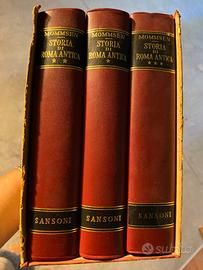 MOMMSEN
STORIA
DI
ROMA ANTICA
★ ★
SANSONI
MOMMSEN
STORIA
DI
ROMA ANTICA
★
SANSONI
MOMMSEN
STORIA
DI
ROMA ANTICA
★ ★ ★
SANSONI
subito